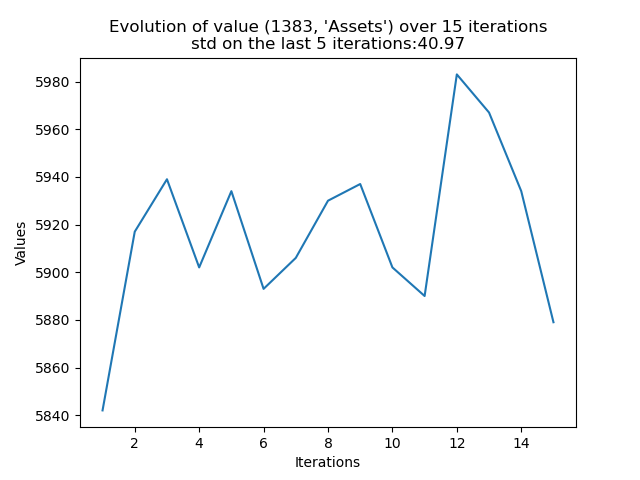 Evolution of value (1383, 'Assets') over 15 iterations
std on the last 5 iterations:40.97
5980
5960
5940
5920
5900
5880
5860
5840
Values
2 4 6 8 10 12 14
Iterations